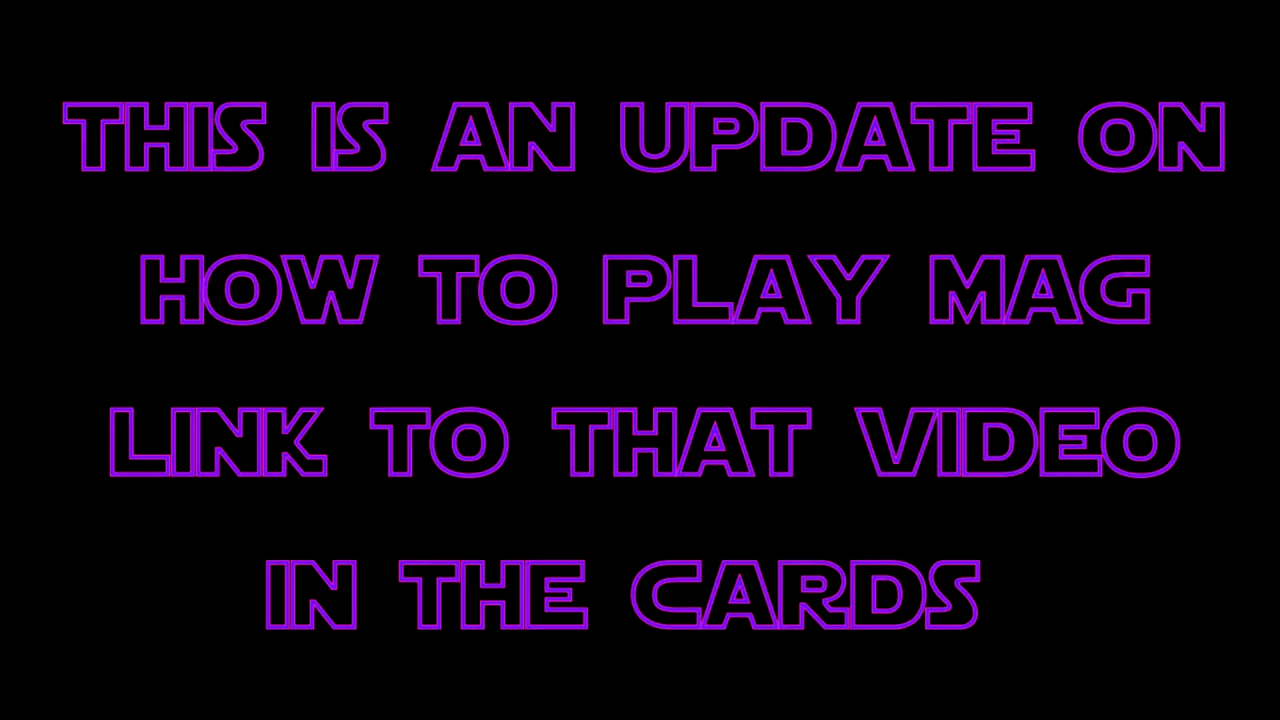 THIS IS AN UPDATE ON
HOW TO PLAY MAG
LINK TO THAT VIDEO
IN THE CARDS